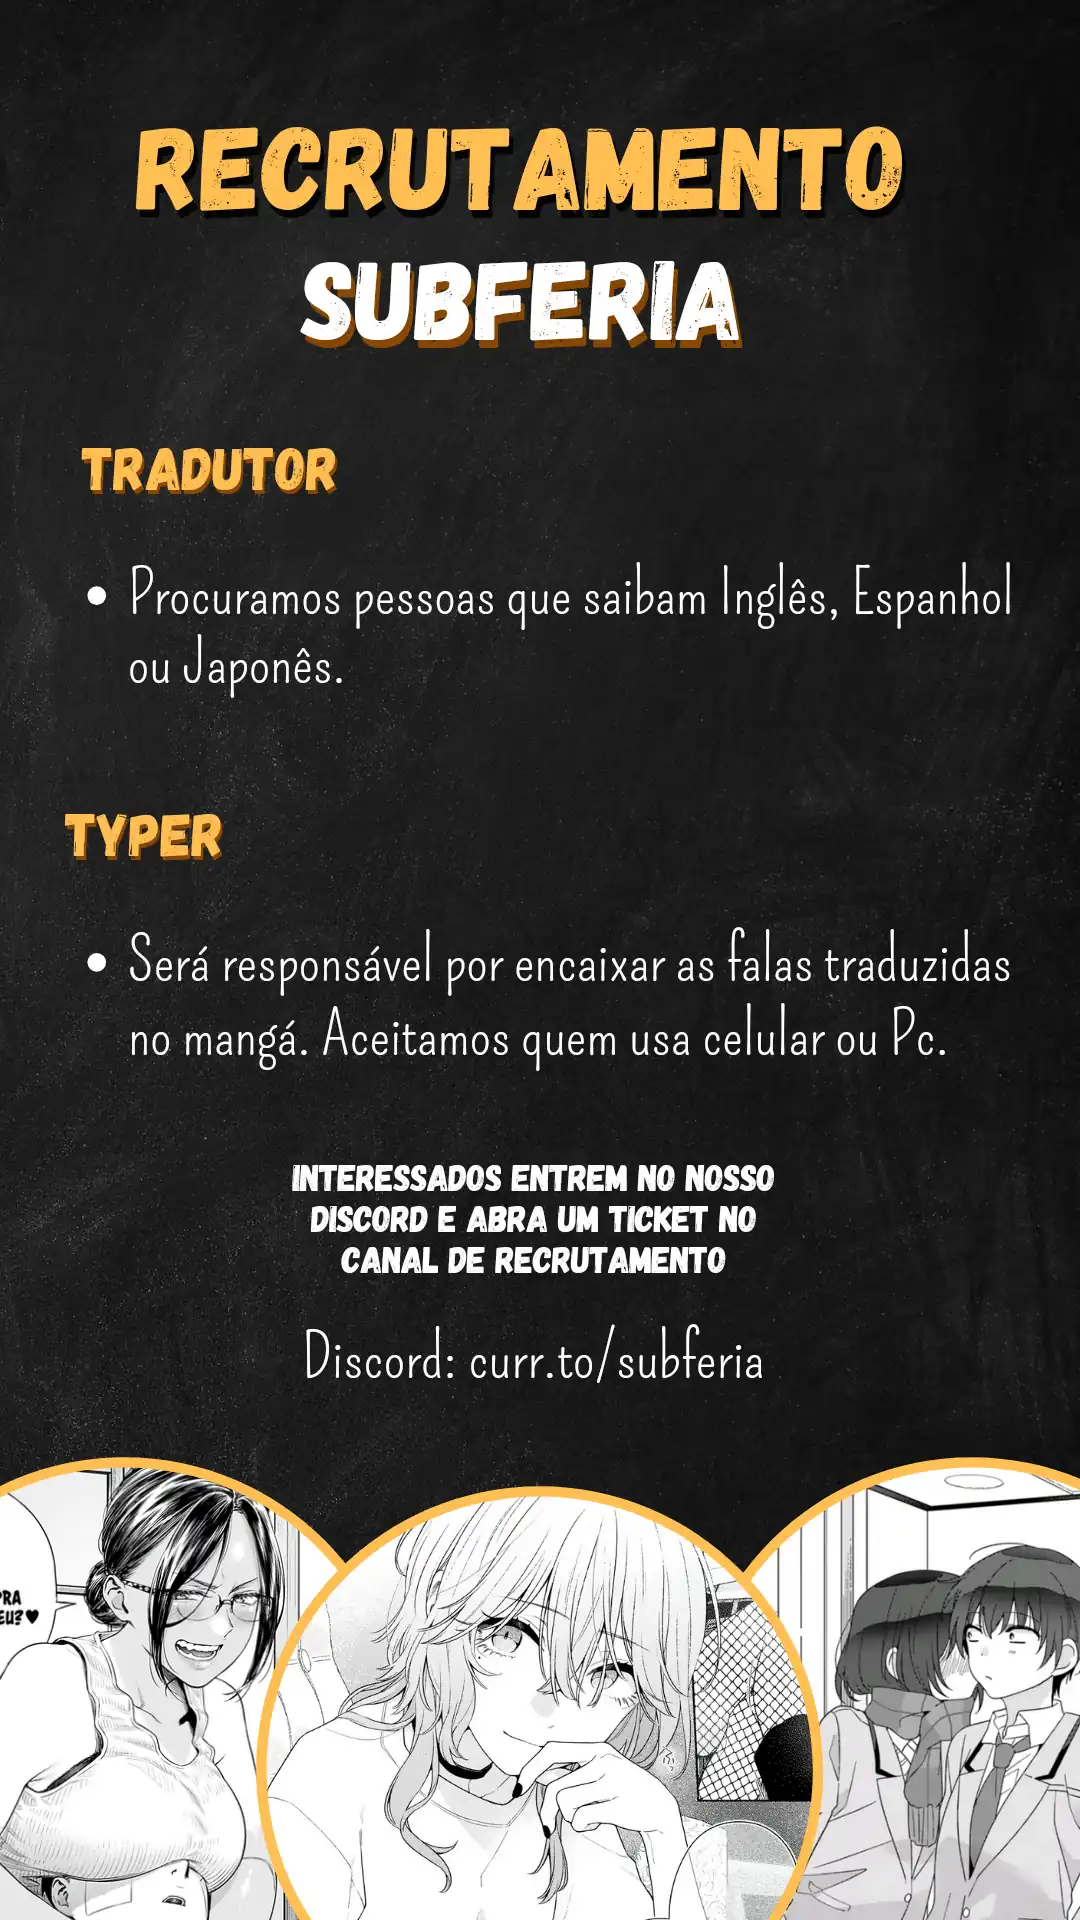 RECRUTAMENTO
SUBFERIA
TRADUTOR
• Procuramos pessoas que saibam Inglês, Espanhol
ou Japonês.
TYPER
• Será responsável por encaixar as falas traduzidas
no mangá. Aceitamos quem usa celular ou Pc.
INTERESSADOS ENTREM NO NOSSO
DISCORD E ABRA UM TICKET NO
CANAL DE RECRUTAMENTO
Discord: curr.to/subferia
EU?♥